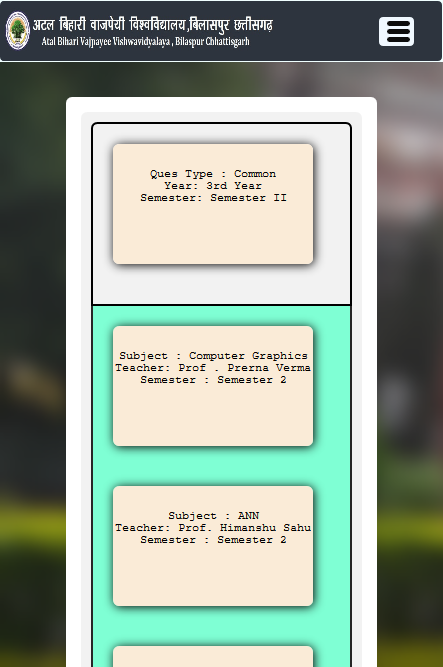 अटल बिहारी वाजपेयी विश्वविद्यालय,बिलासपुर छत्तीसगढ़
Atal Bihari Vajpayee Vishwavidyalaya , Bilaspur Chhattisgarh
Ques Type : Common
Year: 3rd Year
Semester: Semester II
Subject : Computer Graphics
Teacher: Prof . Prerna Verma
Semester : Semester 2
Subject : ANN
Teacher: Prof. Himanshu Sahu
Semester : Semester 2